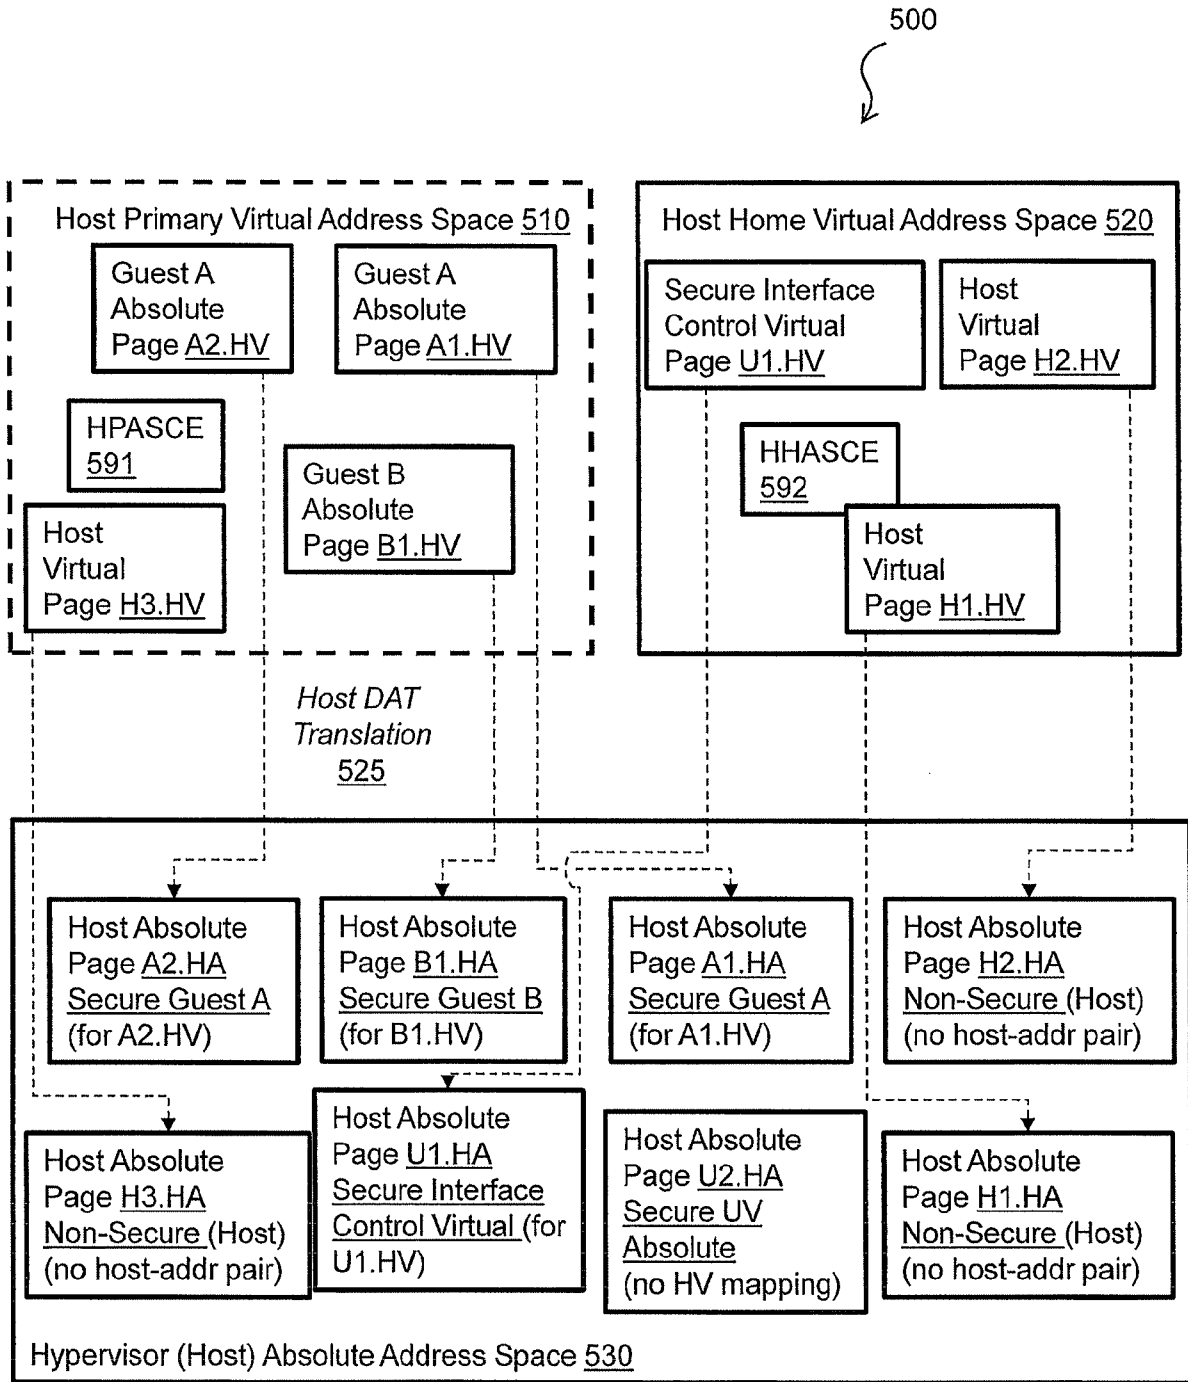 500
Host Primary Virtual Address Space 510
Guest A
Absolute
Page A2.HV
Guest A
Absolute
Page A1.HV
HPASCE
591
Guest B
Absolute
Page B1.HV
Host
Virtual
Page H3.HV
Host Home Virtual Address Space 520
Secure Interface
Control Virtual
Page U1.HV
Host
Virtual
Page H2.HV
HHASCE
592
Host
Virtual
Page H1.HV
Host DAT
Translation
525
Host Absolute
Page A2.HA
Secure Guest A
(for A2.HV)
Host Absolute
Page B1.HA
Secure Guest B
(for B1.HV)
Host Absolute
Page A1.HA
Secure Guest A
(for A1.HV)
Host Absolute
Page H2.HA
Non-Secure (Host)
(no host-addr pair)
Host Absolute
Page H3.HA
Non-Secure (Host)
(no host-addr pair)
Host Absolute
Page U1.HA
Secure Interface
Control Virtual (for
U1.HV)
Host Absolute
Page U2.HA
Secure UV
Absolute
(no HV mapping)
Host Absolute
Page H1.HA
Non-Secure (Host)
(no host-addr pair)
Hypervisor (Host) Absolute Address Space 530